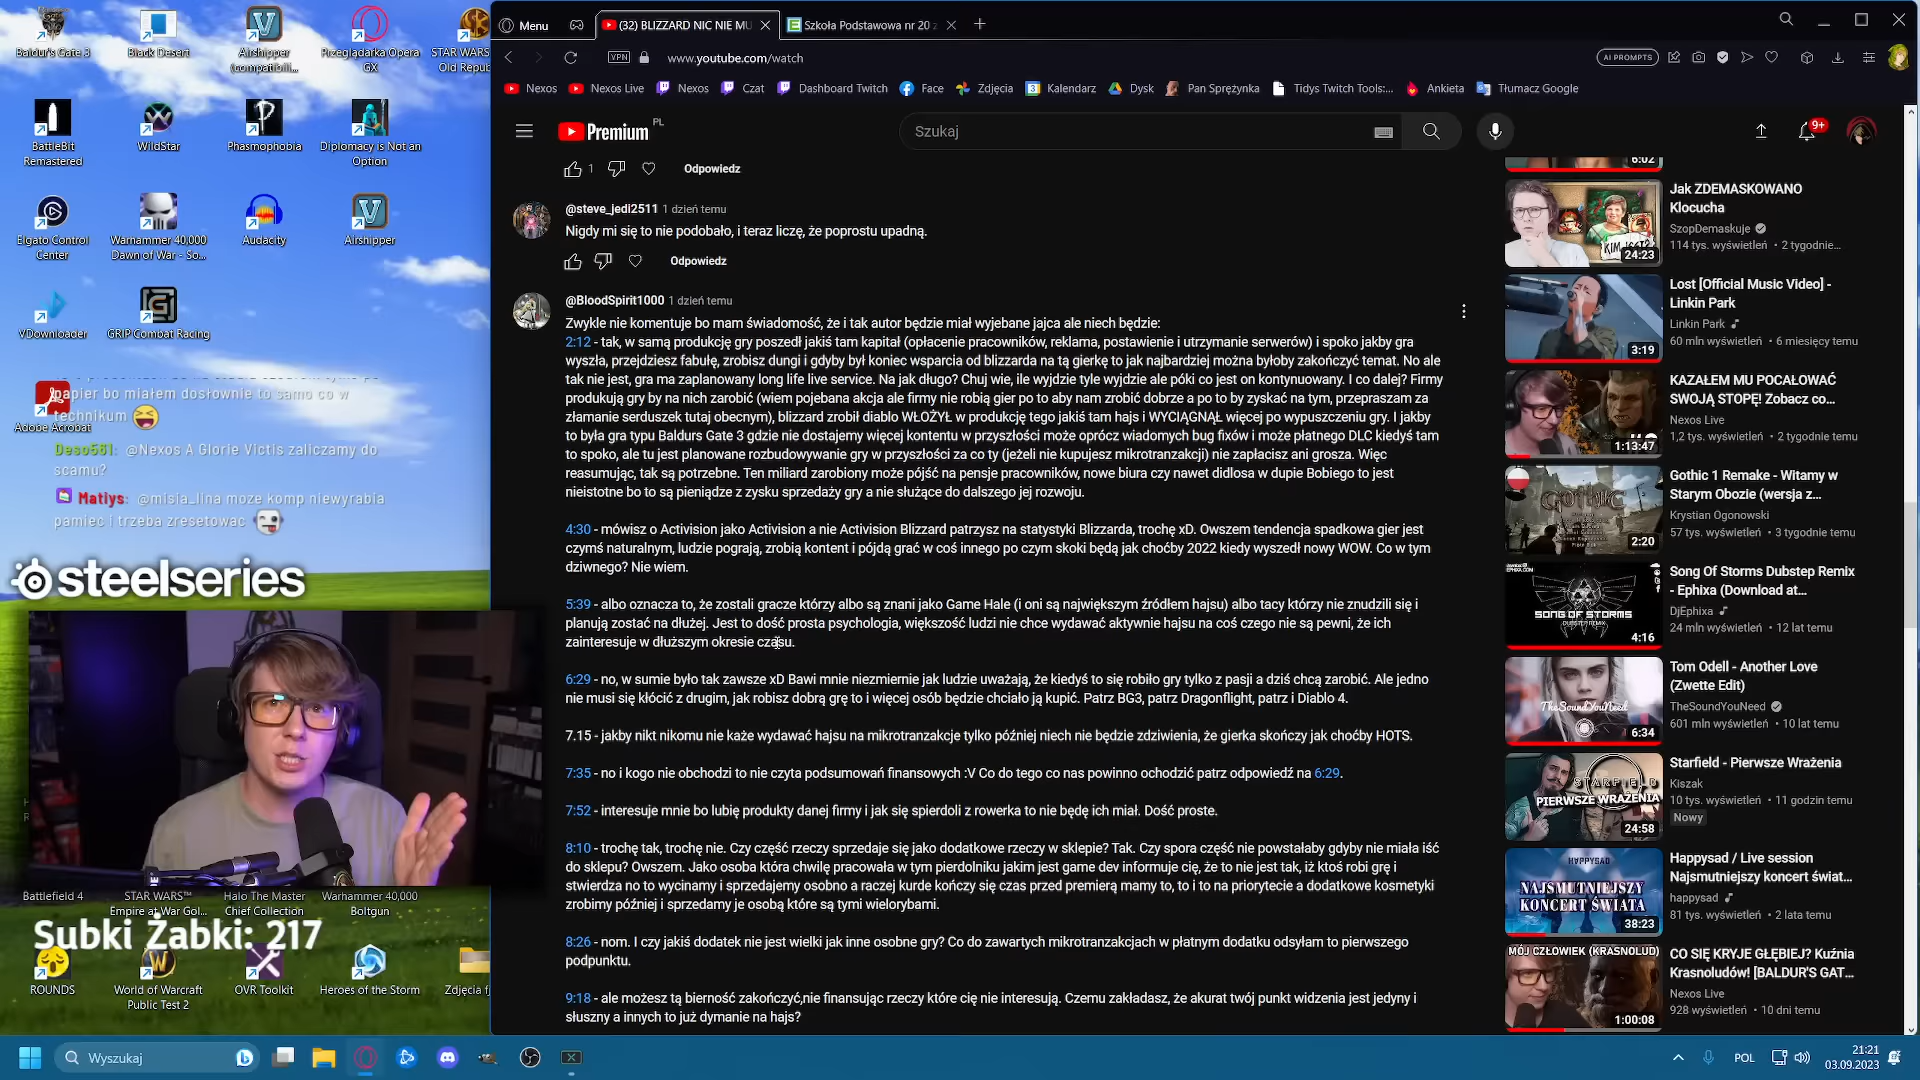 Baldur's Gate 3
Black Desert
Airshipper
(compatibili...
Przeglądarka Opera
GX
STAR WARS
Old Repub
BattleBit
Remastered
WildStar
Phasmophobia
Diplomacy is Not an
Option
Elgato Control
Center
Warhammer 40,000
Dawn of War - So...
Audacity
Airshipper
VDownloader
GRIP Combat Racing
Adobe Acrobat
papier bo miałem dosłownie to samo co w
technikum
Deso561: @Nexos A Glorie Victis zaliczamy do
scamu?
Matiys: @misia_lina moze komp niewyrabia
pamiec i trzeba zresetowac
steelseries
Battlefield 4
STAR WARS™
Empire at War Gol...
Halo The Master
Chief Collection
Warhammer 40,000
Boltgun
Subki Żabki: 217
ROUNDS
World of Warcraft
Public Test 2
OVR Toolkit
Heroes of the Storm
Zdjęcia f
Menu
(32) BLIZZARD NIC NIE MU
Szkoła Podstawowa nr 20 z
VPN
www.youtube.com/watch
AI PROMPTS
Nexos
Nexos Live
Nexos
Czat
Dashboard Twitch
Face
Zdjęcia
Kalendarz
Dysk
Pan Sprężynka
Tidys Twitch Tools:...
Ankieta
Tłumacz Google
Premium
PL
Szukaj
9+
1
Odpowiedz
@steve_jedi2511 1 dzień temu
Nigdy mi się to nie podobało, i teraz liczę, że poprostu upadną.
Odpowiedz
@BloodSpirit1000 1 dzień temu
Zwykle nie komentuje bo mam świadomość, że i tak autor będzie miał wyjebane jajca ale niech będzie:
2:12 - tak, w samą produkcję gry poszedł jakiś tam kapitał (opłacenie pracowników, reklama, postawienie i utrzymanie serwerów) i spoko jakby gra
wyszła, przejdziesz fabułę, zrobisz dungi i gdyby był koniec wsparcia od blizzarda na tą gierkę to jak najbardziej można byłoby zakończyć temat. No ale
tak nie jest, gra ma zaplanowany long life live service. Na jak długo? Chuj wie, ile wyjdzie tyle wyjdzie ale póki co jest on kontynuowany. I co dalej? Firmy
produkują gry by na nich zarobić (wiem pojebana akcja ale firmy nie robią gier po to aby nam zrobić dobrze a po to by zyskać na tym, przepraszam za
złamanie serduszek tutaj obecnym), blizzard zrobił diablo WŁOŻYŁ w produkcję tego jakiś tam hajs i WYCIĄGNĄŁ więcej po wypuszczeniu gry. I jakby
to była gra typu Baldurs Gate 3 gdzie nie dostajemy więcej kontentu w przyszłości może oprócz wiadomych bug fixów i może płatnego DLC kiedyś tam
to spoko, ale tu jest planowane rozbudowywanie gry w przyszłości za co ty (jeżeli nie kupujesz mikrotranzakcji) nie zapłacisz ani grosza. Więc
reasumując, tak są potrzebne. Ten miliard zarobiony może pójść na pensje pracowników, nowe biura czy nawet didlosa w dupie Bobiego to jest
nieistotne bo to są pieniądze z zysku sprzedaży gry a nie służące do dalszego jej rozwoju.
4:30 - mówisz o Activision jako Activision a nie Activision Blizzard patrzysz na statystyki Blizzarda, trochę xD. Owszem tendencja spadkowa gier jest
czymś naturalnym, ludzie pograją, zrobią kontent i pójdą grać w coś innego po czym skoki będą jak choćby 2022 kiedy wyszedł nowy WOW. Co w tym
dziwnego? Nie wiem.
5:39 - albo oznacza to, że zostali gracze którzy albo są znani jako Game Hale (i oni są największym źródłem hajsu) albo tacy którzy nie znudzili się i
planują zostać na dłużej. Jest to dość prosta psychologia, większość ludzi nie chce wydawać aktywnie hajsu na coś czego nie są pewni, że ich
zainteresuje w dłuższym okresie czasu.
6:29 - no, w sumie było tak zawsze xD Bawi mnie niezmiernie jak ludzie uważają, że kiedyś to się robiło gry tylko z pasji a dziś chcą zarobić. Ale jedno
nie musi się kłócić z drugim, jak robisz dobrą grę to i więcej osób będzie chciało ją kupić. Patrz BG3, patrz Dragonflight, patrz i Diablo 4.
7.15 - jakby nikt nikomu nie każe wydawać hajsu na mikrotranzakcje tylko później niech nie będzie zdziwienia, że gierka skończy jak choćby HOTS.
7:35 - no i kogo nie obchodzi to nie czyta podsumowań finansowych :V Co do tego co nas powinno ochodzić patrz odpowiedź na 6:29.
7:52 - interesuje mnie bo lubię produkty danej firmy i jak się spierdoli z rowerka to nie będę ich miał. Dość proste.
8:10 - trochę tak, trochę nie. Czy część rzeczy sprzedaje się jako dodatkowe rzeczy w sklepie? Tak. Czy spora część nie powstałaby gdyby nie miała iść
do sklepu? Owszem. Jako osoba która chwilę pracowała w tym pierdolniku jakim jest game dev informuje cię, że to nie jest tak, iż ktoś robi grę i
stwierdza no to wycinamy i sprzedajemy osobno a raczej kurde kończy się czas przed premierą mamy to, to i to na priorytecie a dodatkowe kosmetyki
zrobimy później i sprzedamy je osobą które są tymi wielorybami.
8:26 - nom. I czy jakiś dodatek nie jest wielki jak inne osobne gry? Co do zawartych mikrotranzakcjach w płatnym dodatku odsyłam to pierwszego
podpunktu.
9:18 - ale możesz tą bierność zakończyć,nie finansując rzeczy które cię nie interesują. Czemu zakładasz, że akurat twój punkt widzenia jest jedyny i
słuszny a innych to już dymanie na hajs?
6:02
KIM JEST?
24:23
Jak ZDEMASKOWANO
Klocucha
SzopDemaskuje
114 tys. wyświetleń • 2 tygodnie...
3:19
Lost [Official Music Video] -
Linkin Park
Linkin Park
60 mln wyświetleń • 6 miesięcy temu
1:13:47
KAZAŁEM MU POCAŁOWAĆ
SWOJĄ STOPĘ! Zobacz co...
Nexos Live
1,2 tys. wyświetleń • 2 tygodnie temu
GOTHIC
2:20
Gothic 1 Remake - Witamy w
Starym Obozie (wersja z...
Krystian Ogonowski
57 tys. wyświetleń • 3 tygodnie temu
SONG OF STORMS
4:16
Song Of Storms Dubstep Remix
- Ephixa (Download at...
DjEphixa
24 mln wyświetleń • 12 lat temu
TheSoundYouNeed
6:34
Tom Odell - Another Love
(Zwette Edit)
TheSoundYouNeed
601 mln wyświetleń • 10 lat temu
STARFIELD
PIERWSZE WRAŻENIA
24:58
Starfield - Pierwsze Wrażenia
Kiszak
10 tys. wyświetleń • 11 godzin temu
Nowy
HAPPYSAD
NAJSMUTNIEJSZY
KONCERT ŚWIATA
38:23
Happysad / Live session
Najsmutniejszy koncert świat...
happysad
81 tys. wyświetleń • 2 lata temu
MÓJ CZŁOWIEK (KRASNOLUD)
1:00:08
CO SIĘ KRYJE GŁĘBIEJ? Kuźnia
Krasnoludów! [BALDUR'S GAT...
Nexos Live
928 wyświetleń • 10 dni temu
Wyszukaj
POL
21:21
03.09.2023